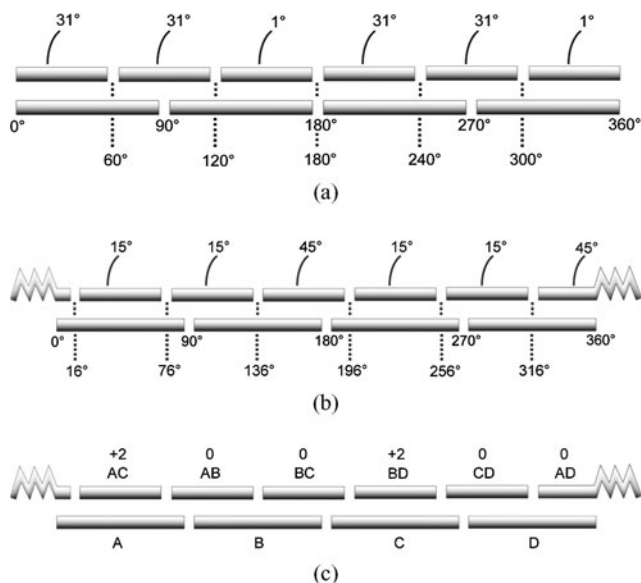 31° 31° 1° 31° 31° 1°
0° 90° 180° 270° 360°
60° 120° 180° 240° 300°
(a)
15° 15° 45° 15° 15° 45°
0° 90° 180° 270° 360°
16° 76° 136° 196° 256° 316°
(b)
+2 0 0 +2 0 0
AC AB BC BD CD AD
A B C D
(c)